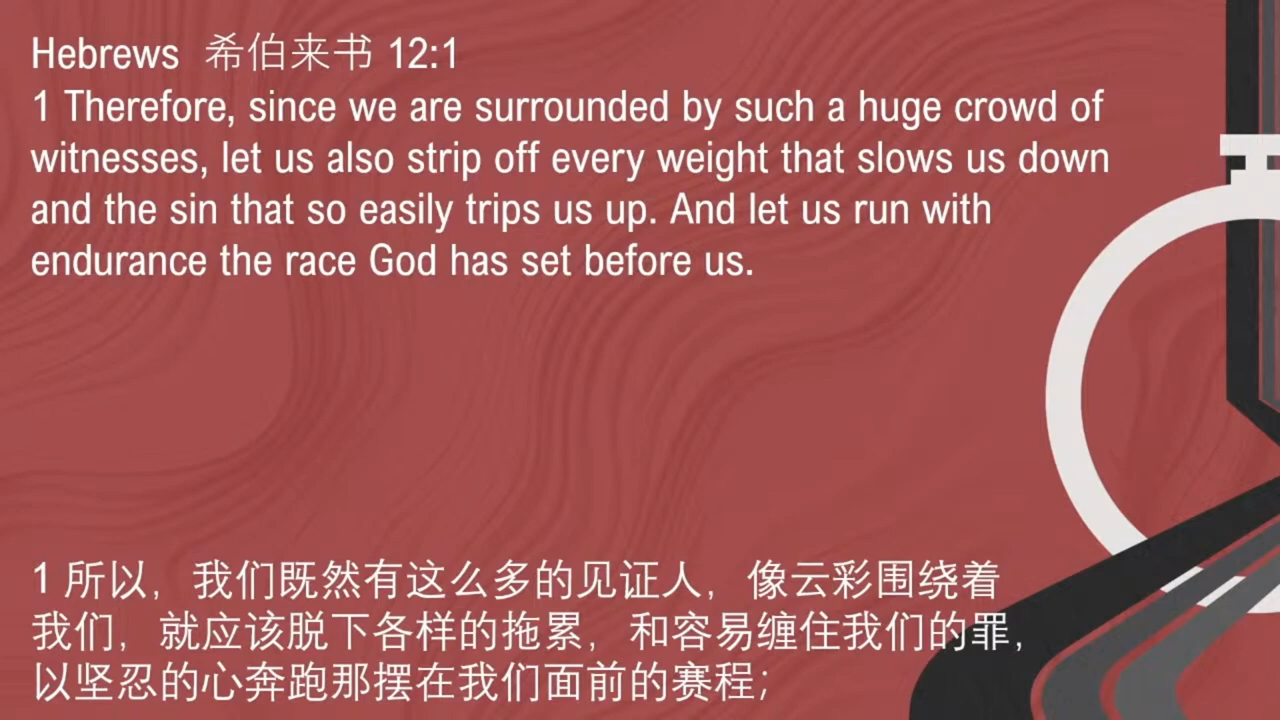 Hebrews 希伯来书 12:1
1 Therefore, since we are surrounded by such a huge crowd of
witnesses, let us also strip off every weight that slows us down
and the sin that so easily trips us up. And let us run with
endurance the race God has set before us.
1 所以，我们既然有这么多的见证人，像云彩围绕着
我们，就应该脱下各样的拖累，和容易缠住我们的罪，
以坚忍的心奔跑那摆在我们面前的赛程；